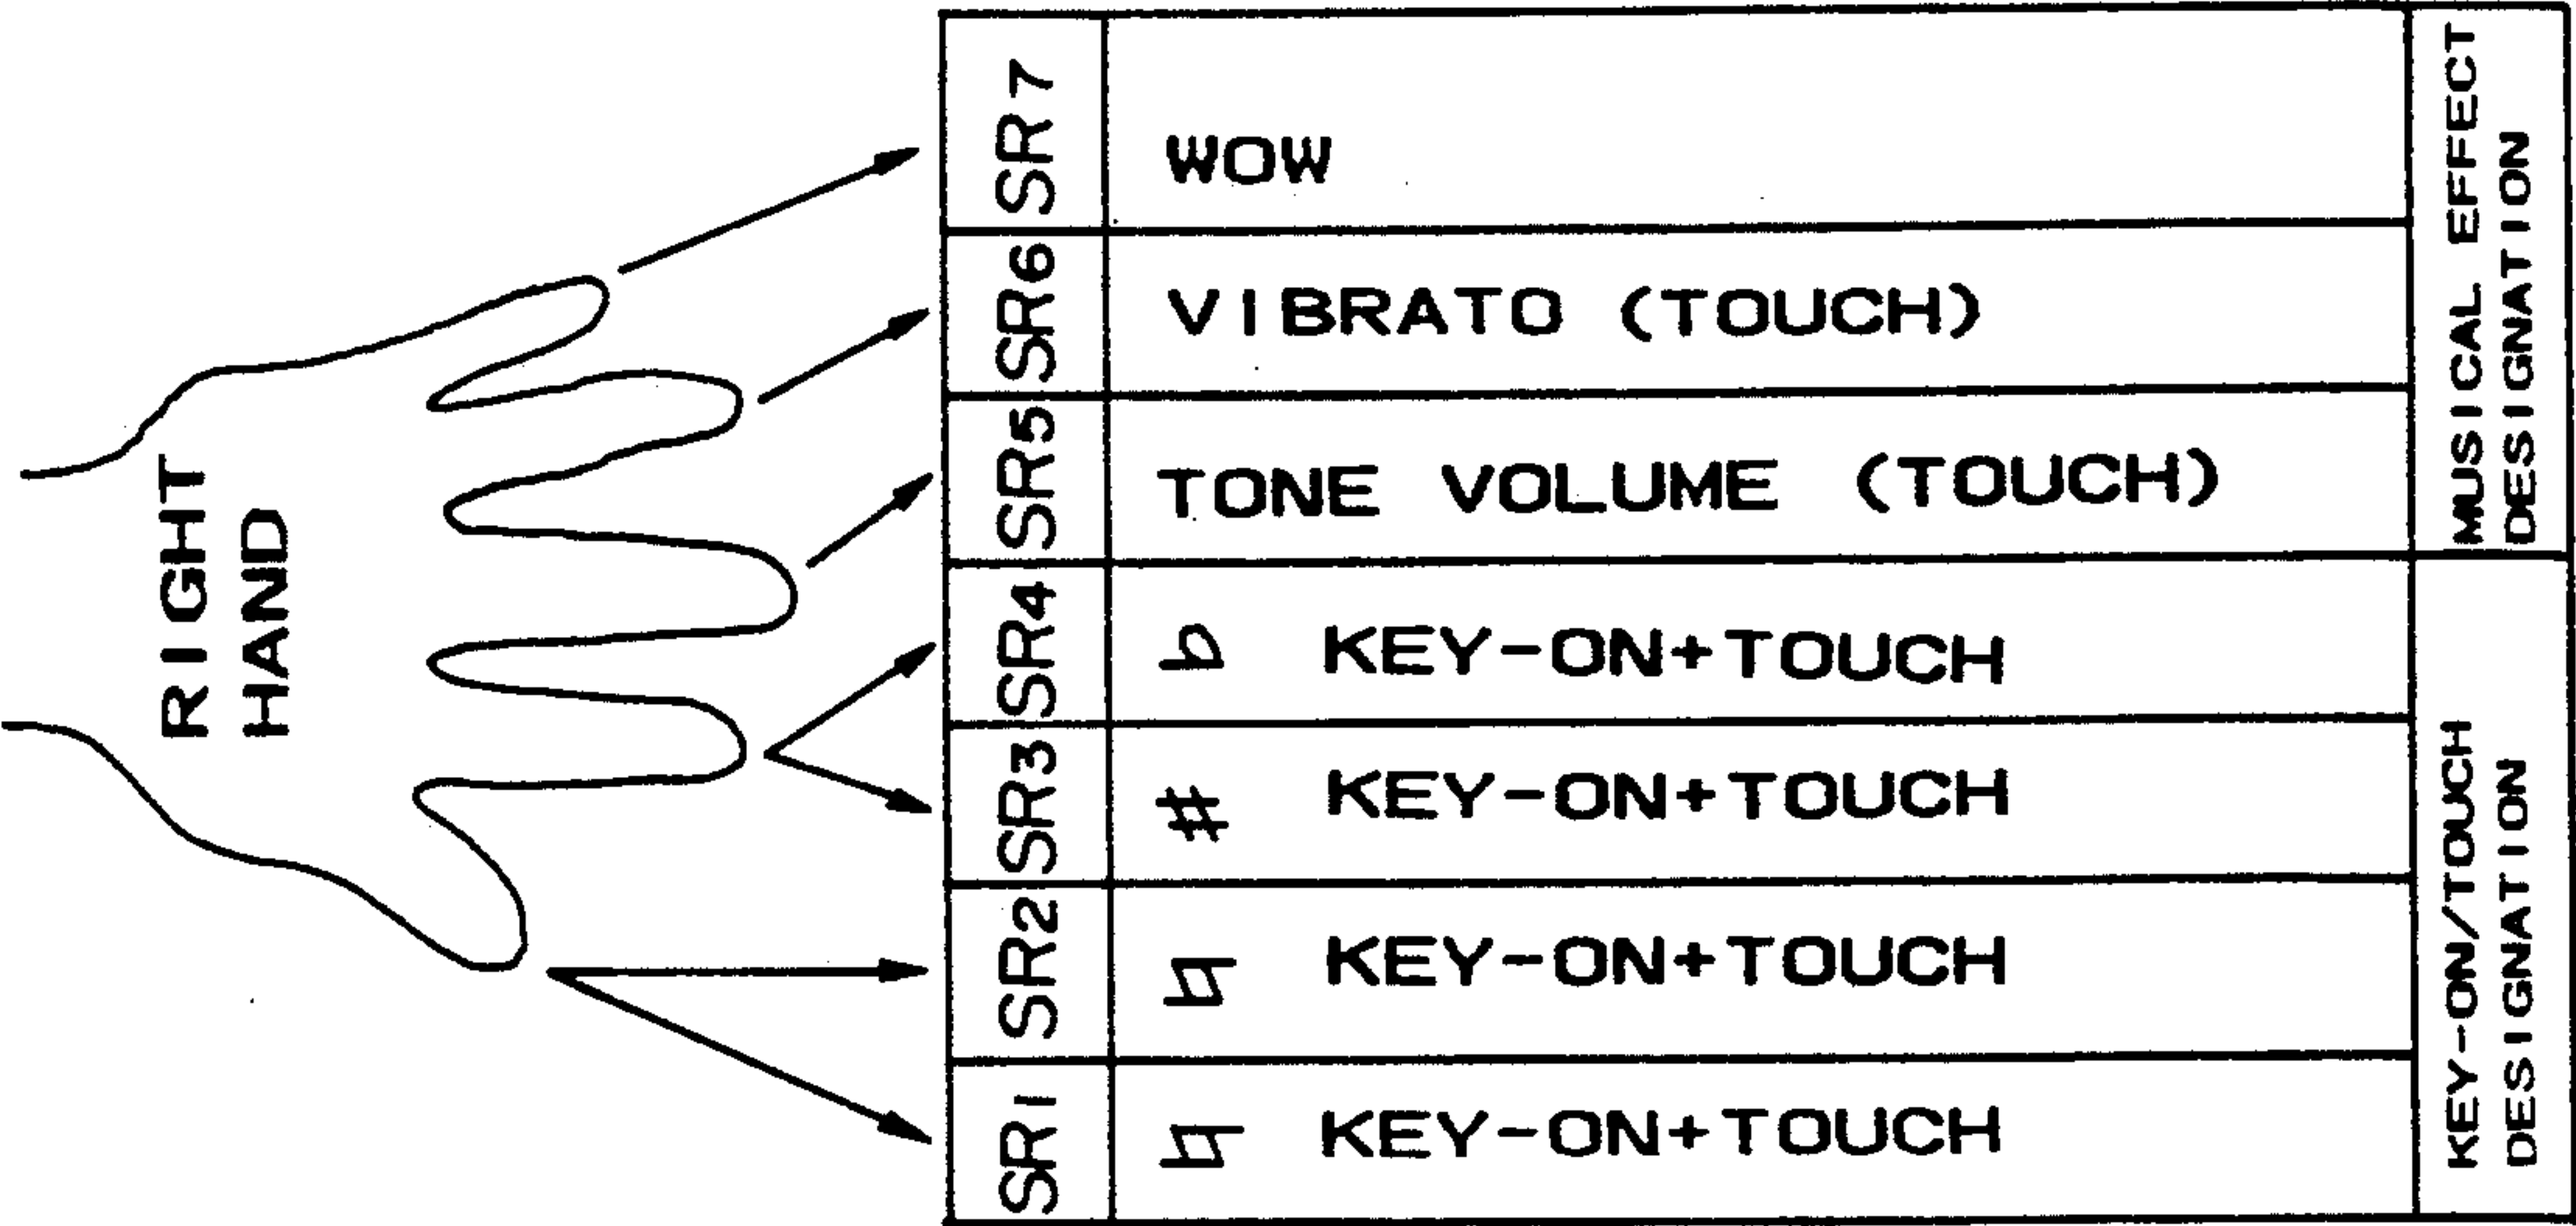 RIGHT
HAND
SR7 WOW
SR6 VIBRATO (TOUCH)
SR5 TONE VOLUME (TOUCH)
MUSICAL EFFECT
DESIGNATION
SR4 ♭ KEY-ON+TOUCH
SR3 # KEY-ON+TOUCH
SR2 ♮ KEY-ON+TOUCH
SR1 ♮ KEY-ON+TOUCH
KEY-ON/TOUCH
DESIGNATION